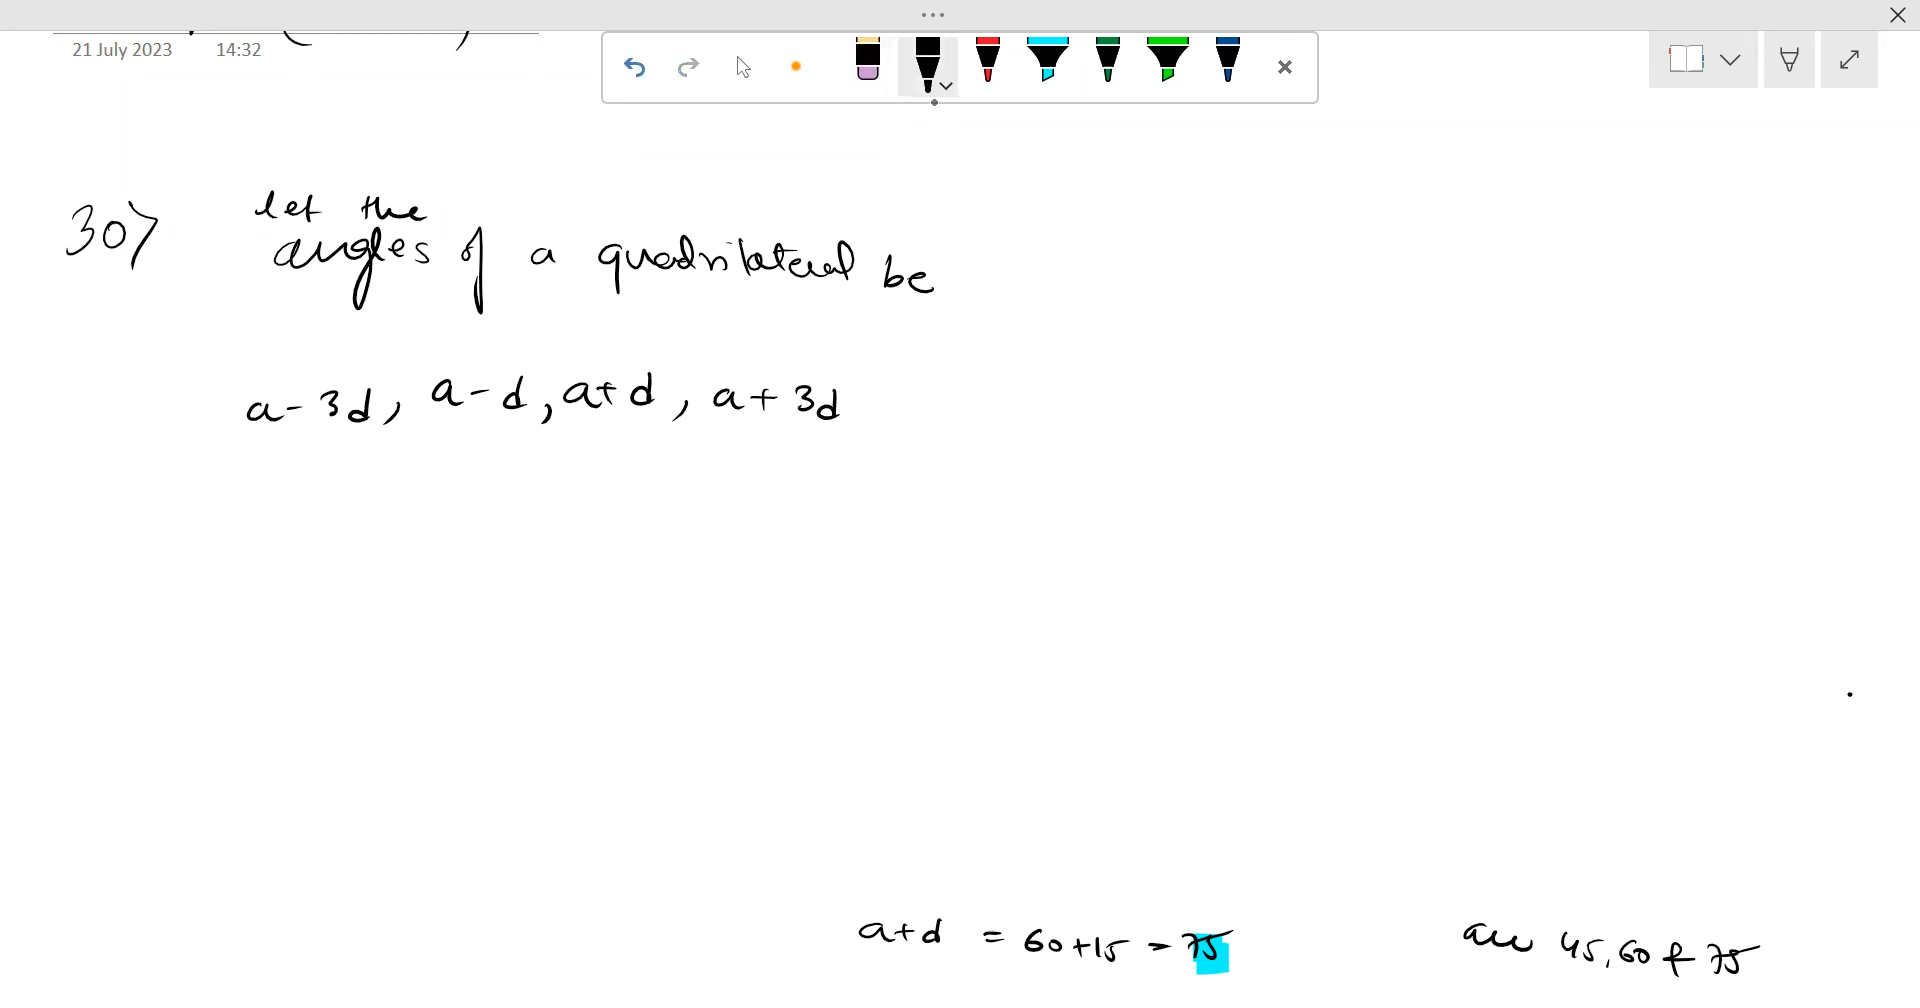 21 July 2023 14:32
30) let the
angles of a quadrilateral be
a - 3d, a - d, a + d, a + 3d
a + d = 60 + 15 = 75
are 45, 60 & 75